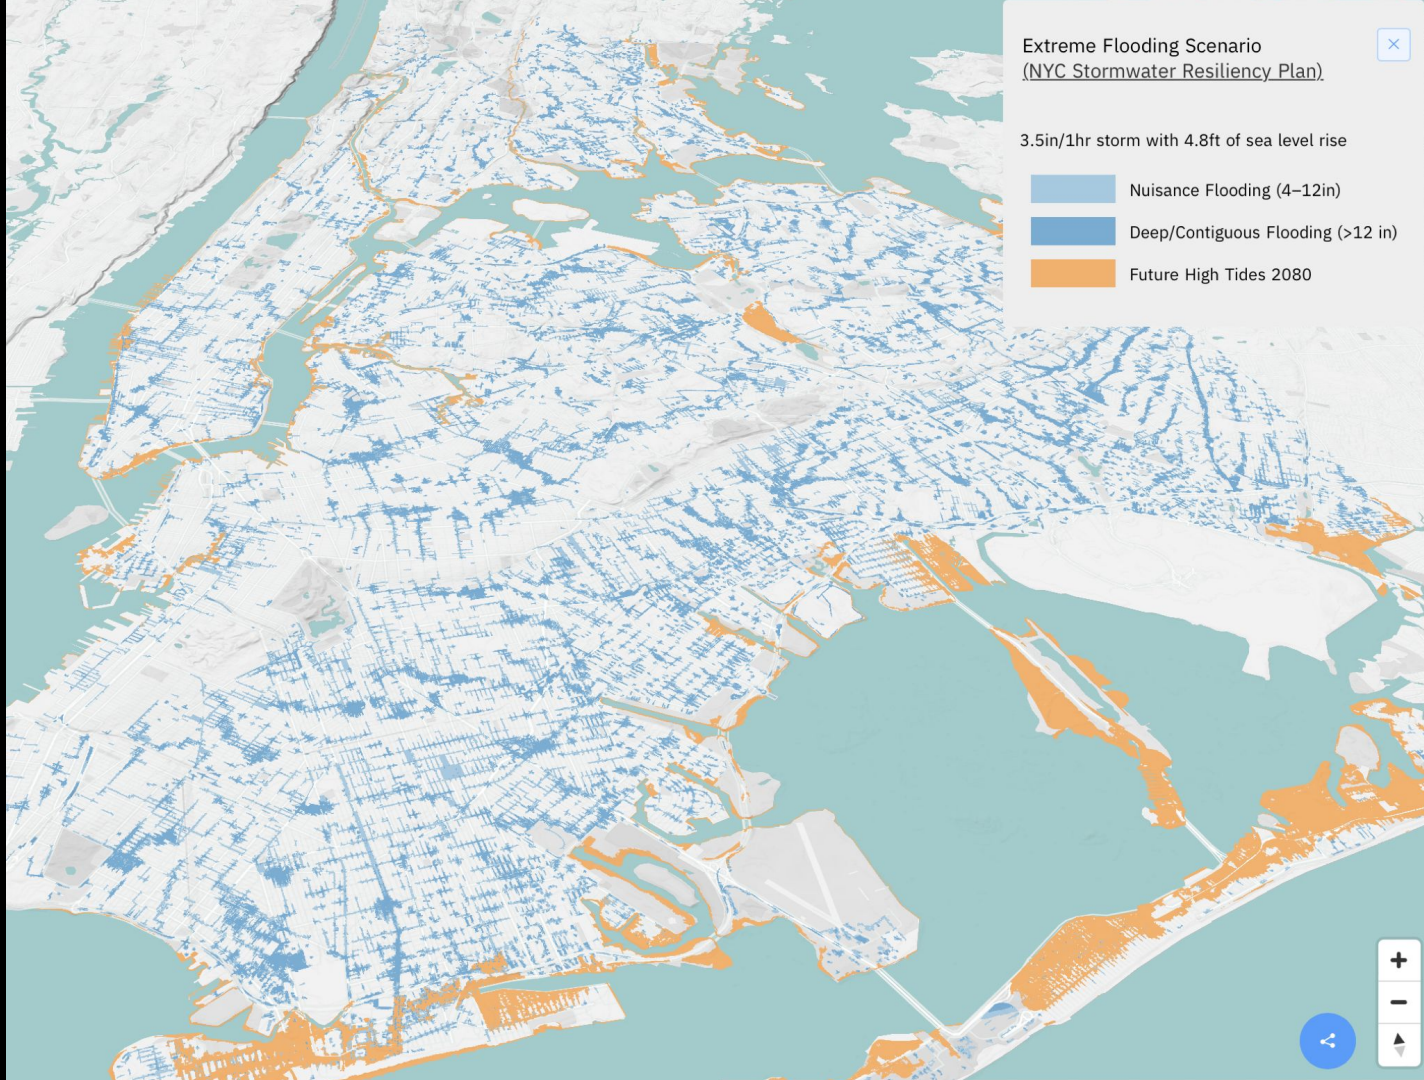 Extreme Flooding Scenario
(NYC Stormwater Resiliency Plan)
3.5in/1hr storm with 4.8ft of sea level rise
Nuisance Flooding (4–12in)
Deep/Contiguous Flooding (>12 in)
Future High Tides 2080